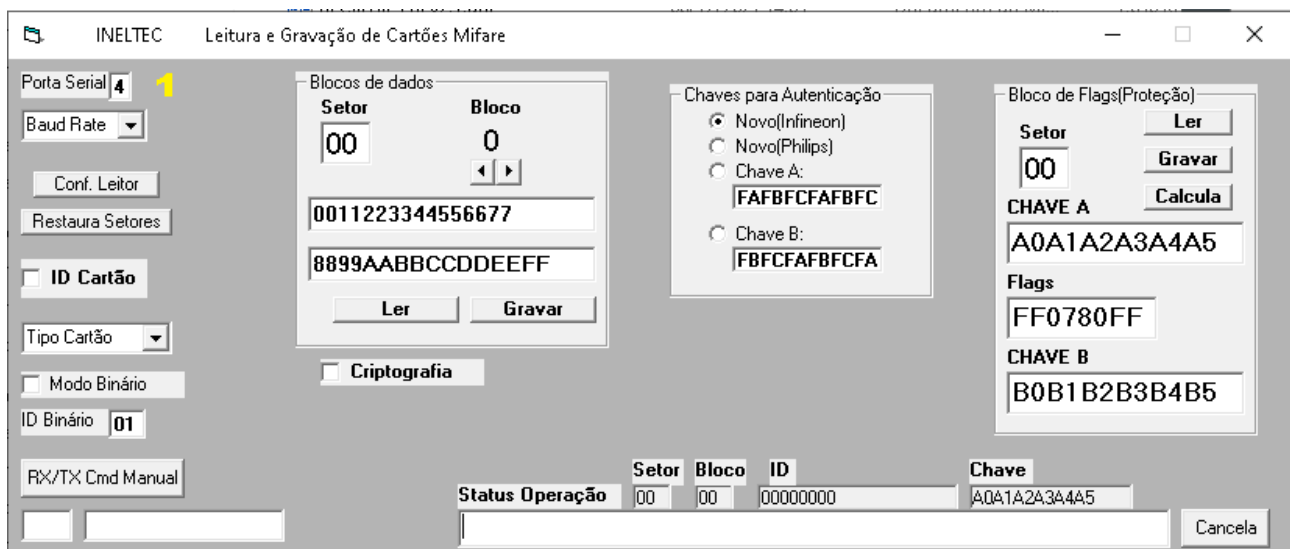 INELTEC Leitura e Gravação de Cartões Mifare
Porta Serial 4 1
Baud Rate
Conf. Leitor
Restaura Setores
ID Cartão
Tipo Cartão
Modo Binário
ID Binário 01
RX/TX Cmd Manual
Blocos de dados
Setor Bloco
00 0
0011223344556677
8899AABBCCDDEEFF
Ler Gravar
Criptografia
Chaves para Autenticação
Novo(Infineon)
Novo(Philips)
Chave A:
FAFBFCFAFBFC
Chave B:
FBFCFAFBFCFA
Bloco de Flags(Proteção)
Setor Ler
00 Gravar
Calcula
CHAVE A
A0A1A2A3A4A5
Flags
FF0780FF
CHAVE B
B0B1B2B3B4B5
Setor Bloco ID Chave
Status Operação 00 00 00000000 A0A1A2A3A4A5
Cancela